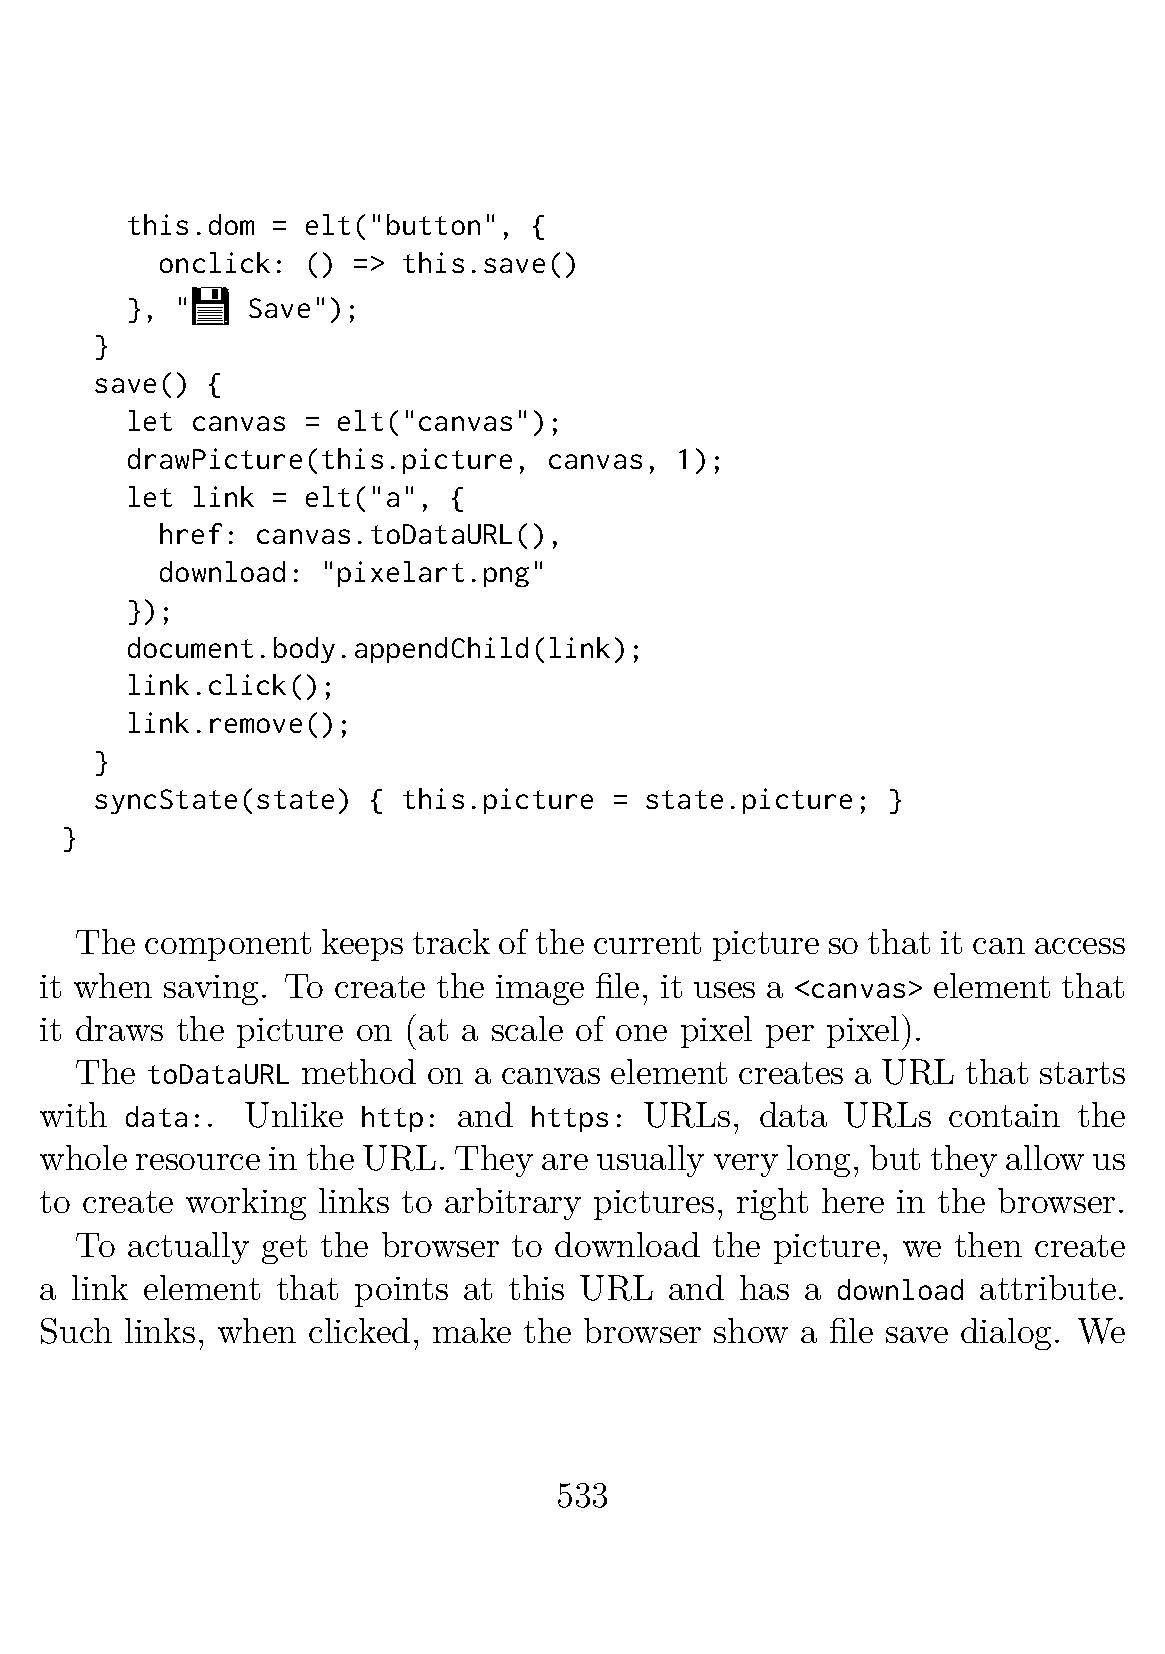 this.dom = elt("button", {
      onclick: () => this.save()
    }, "💾 Save");
  }
  save() {
    let canvas = elt("canvas");
    drawPicture(this.picture, canvas, 1);
    let link = elt("a", {
      href: canvas.toDataURL(),
      download: "pixelart.png"
    });
    document.body.appendChild(link);
    link.click();
    link.remove();
  }
  syncState(state) { this.picture = state.picture; }
}
The component keeps track of the current picture so that it can access
it when saving. To create the image file, it uses a <canvas> element that
it draws the picture on (at a scale of one pixel per pixel).
The toDataURL method on a canvas element creates a URL that starts
with data:. Unlike http: and https: URLs, data URLs contain the
whole resource in the URL. They are usually very long, but they allow us
to create working links to arbitrary pictures, right here in the browser.
To actually get the browser to download the picture, we then create
a link element that points at this URL and has a download attribute.
Such links, when clicked, make the browser show a file save dialog. We
533